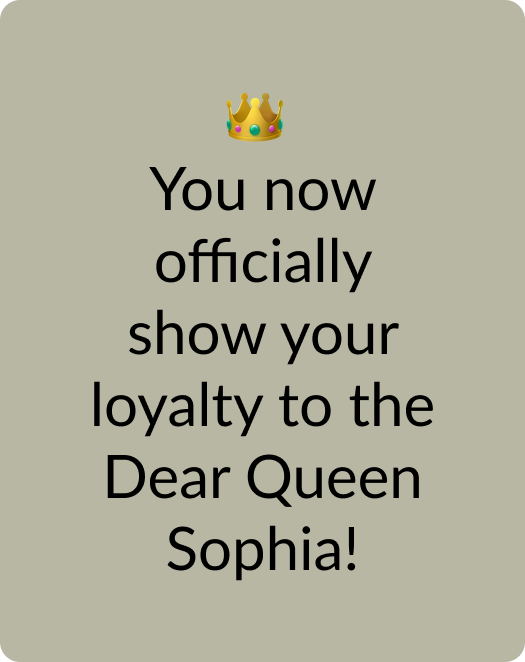 👑
You now
officially
show your
loyalty to the
Dear Queen
Sophia!